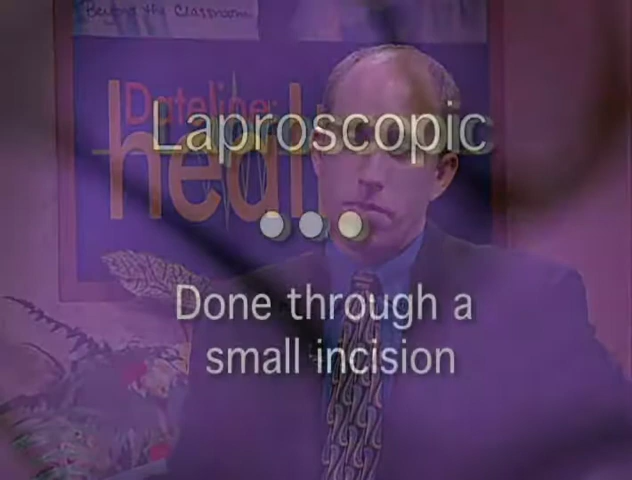 Beyond the Classroom
Dateline:
health
Laproscopic
Done through a
small incision